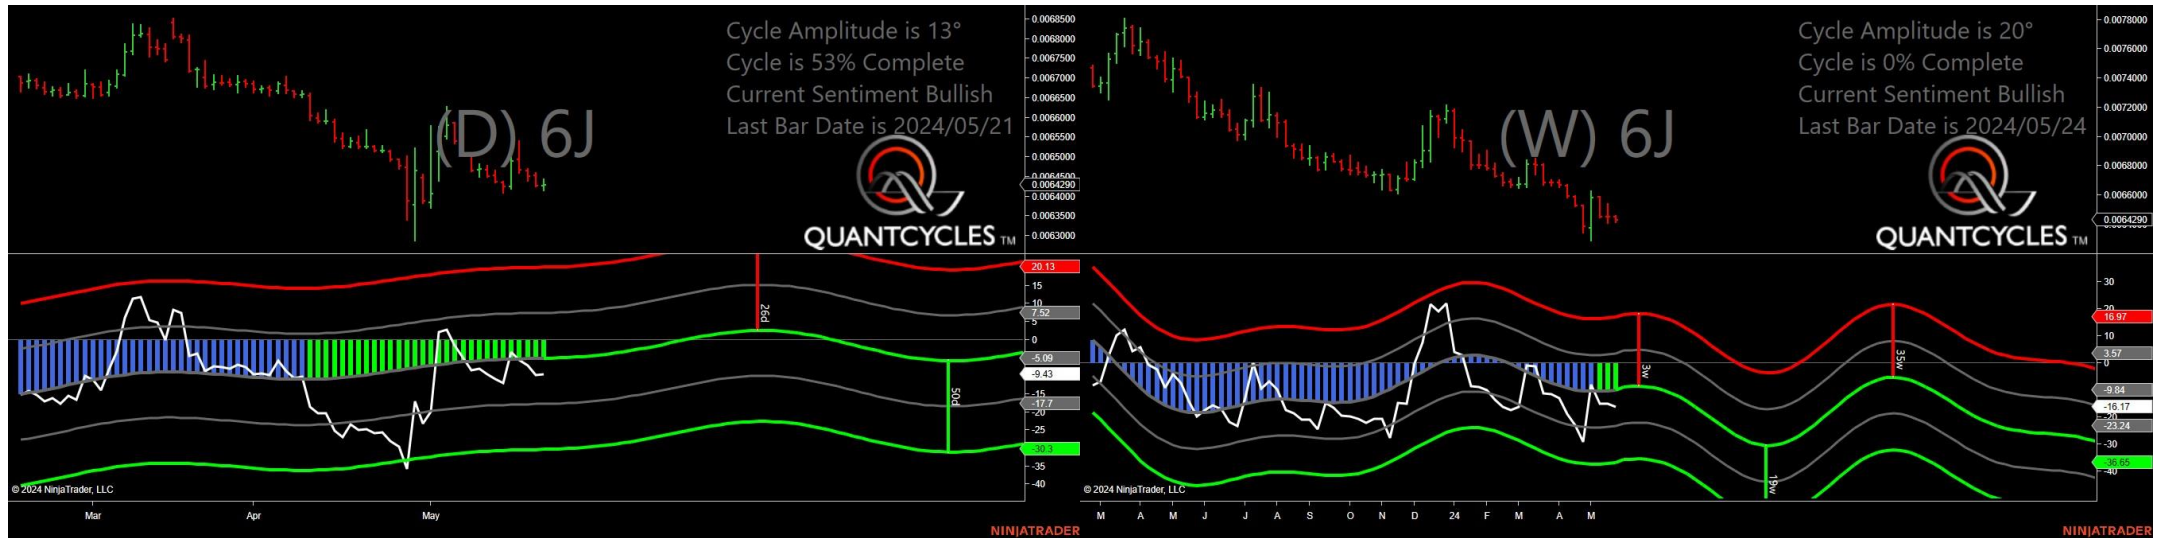 Cycle Amplitude is 13°
Cycle is 53% Complete
Current Sentiment Bullish
Last Bar Date is 2024/05/21
(D) 6J
QUANTCYCLES TM
0.0068500
0.0068000
0.0067500
0.0067000
0.0066500
0.0066000
0.0065500
0.0065000
0.0064500
0.0064290
0.0064000
0.0063500
0.0063000
20.13
15
10
7.52
5
0
-5.09
-9.43
-15
-17.7
-20
-25
-30.3
-35
-40
26d
50d
© 2024 NinjaTrader, LLC
Mar Apr May
NINJATRADER
Cycle Amplitude is 20°
Cycle is 0% Complete
Current Sentiment Bullish
Last Bar Date is 2024/05/24
(W) 6J
QUANTCYCLES TM
0.0078000
0.0076000
0.0074000
0.0072000
0.0070000
0.0068000
0.0066000
0.0064290
30
20
16.97
10
3.57
0
-9.84
-16.17
-20
-23.24
-30
-36.65
-40
3w
19w
35w
© 2024 NinjaTrader, LLC
M A M J J A S O N D 24 F M A M
NINJATRADER